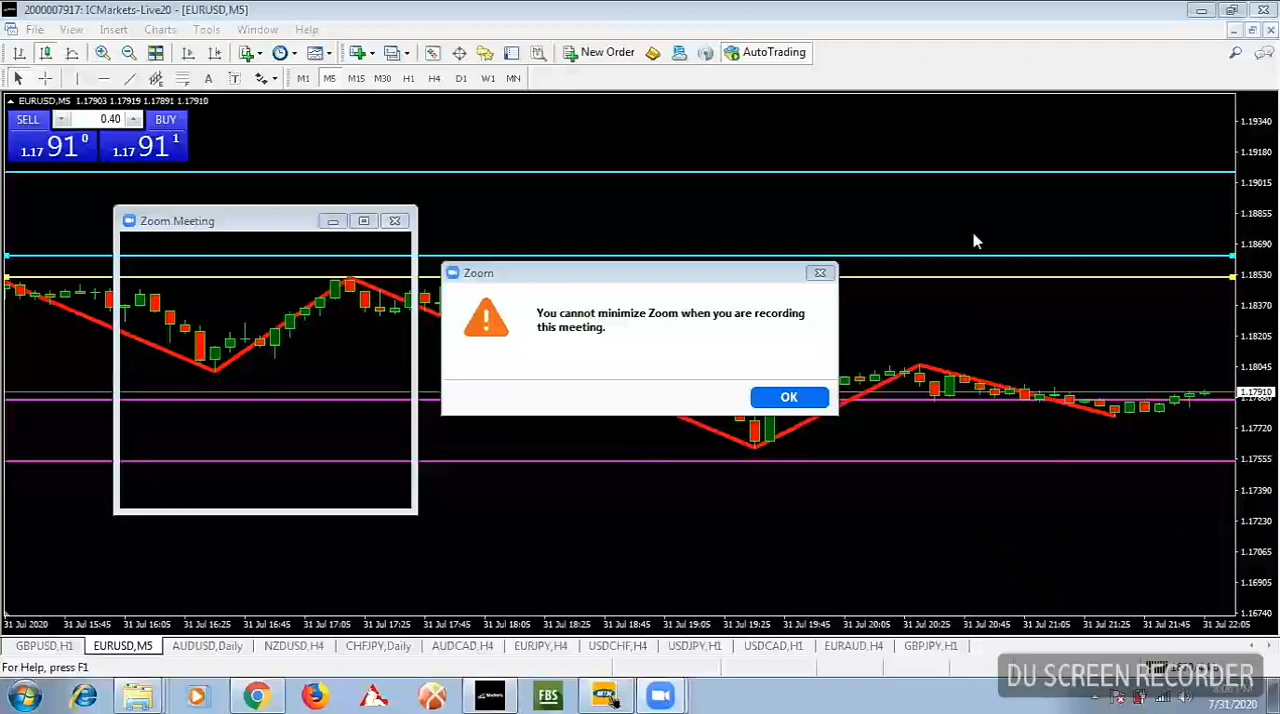 2000007917: ICMarkets-Live20 - [EURUSD,M5]
File View Insert Charts Tools Window Help
New Order AutoTrading
A T M1 M5 M15 M30 H1 H4 D1 W1 MN
EURUSD,M5 1.17903 1.17919 1.17891 1.17910
SELL 0.40 BUY
1.17 91 0 1.17 91 1
1.19340
1.19180
1.19015
1.18855
1.18690
1.18530
1.18370
1.18205
1.18045
1.17910
1.17720
1.17555
1.17390
1.17230
1.17065
1.16905
1.16740
Zoom Meeting
Zoom
You cannot minimize Zoom when you are recording
this meeting.
OK
31 Jul 2020 31 Jul 15:45 31 Jul 16:05 31 Jul 16:25 31 Jul 16:45 31 Jul 17:05 31 Jul 17:25 31 Jul 17:45 31 Jul 18:05 31 Jul 18:25 31 Jul 18:45 31 Jul 19:05 31 Jul 19:25 31 Jul 19:45 31 Jul 20:05 31 Jul 20:25 31 Jul 20:45 31 Jul 21:05 31 Jul 21:25 31 Jul 21:45 31 Jul 22:05
GBPUSD,H1 EURUSD,M5 AUDUSD,Daily NZDUSD,H4 CHFJPY,Daily AUDCAD,H4 EURJPY,H4 USDCHF,H4 USDJPY,H1 USDCAD,H1 EURAUD,H4 GBPJPY,H1
For Help, press F1
DU SCREEN RECORDER
Markets FBS MTN
8:06 PM
7/31/2020